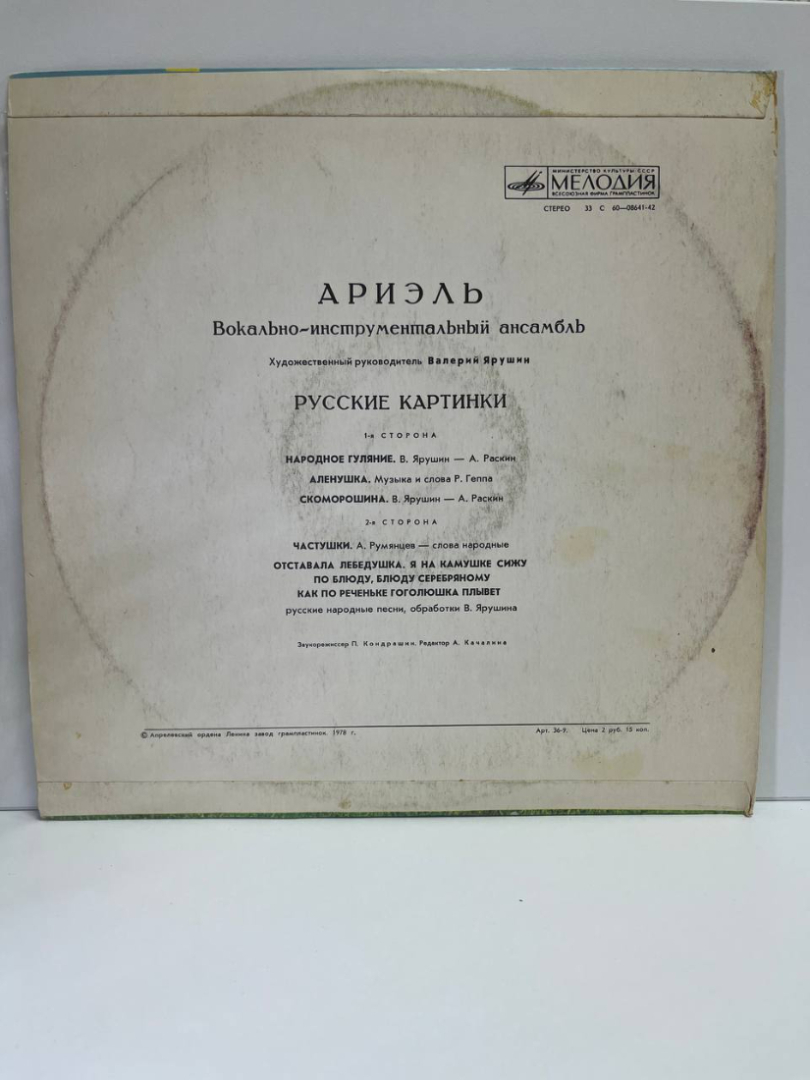 МИНИСТЕРСТВО КУЛЬТУРЫ СССР
МЕЛОДИЯ
ВСЕСОЮЗНАЯ ФИРМА ГРАМПЛАСТИНОК
СТЕРЕО 33 С 60—08641-42
АРИЭЛЬ
Вокально-инструментальный ансамбль
Художественный руководитель Валерий Ярушин
РУССКИЕ КАРТИНКИ
1-я СТОРОНА
НАРОДНОЕ ГУЛЯНИЕ. В. Ярушин — А. Раскин
АЛЕНУШКА. Музыка и слова Р. Геппа
СКОМОРОШИНА. В. Ярушин — А. Раскин
2-я СТОРОНА
ЧАСТУШКИ. А. Румянцев — слова народные
ОТСТАВАЛА ЛЕБЕДУШКА. Я НА КАМУШКЕ СИЖУ
ПО БЛЮДУ, БЛЮДУ СЕРЕБРЯНОМУ
КАК ПО РЕЧЕНЬКЕ ГОГОЛЮШКА ПЛЫВЕТ
русские народные песни, обработки В. Ярушина
Звукорежиссер П. Кондрашин. Редактор А. Качалина
© Апрелевский ордена Ленина завод грампластинок. 1978 г. Арт. 36-9. Цена 2 руб. 15 коп.